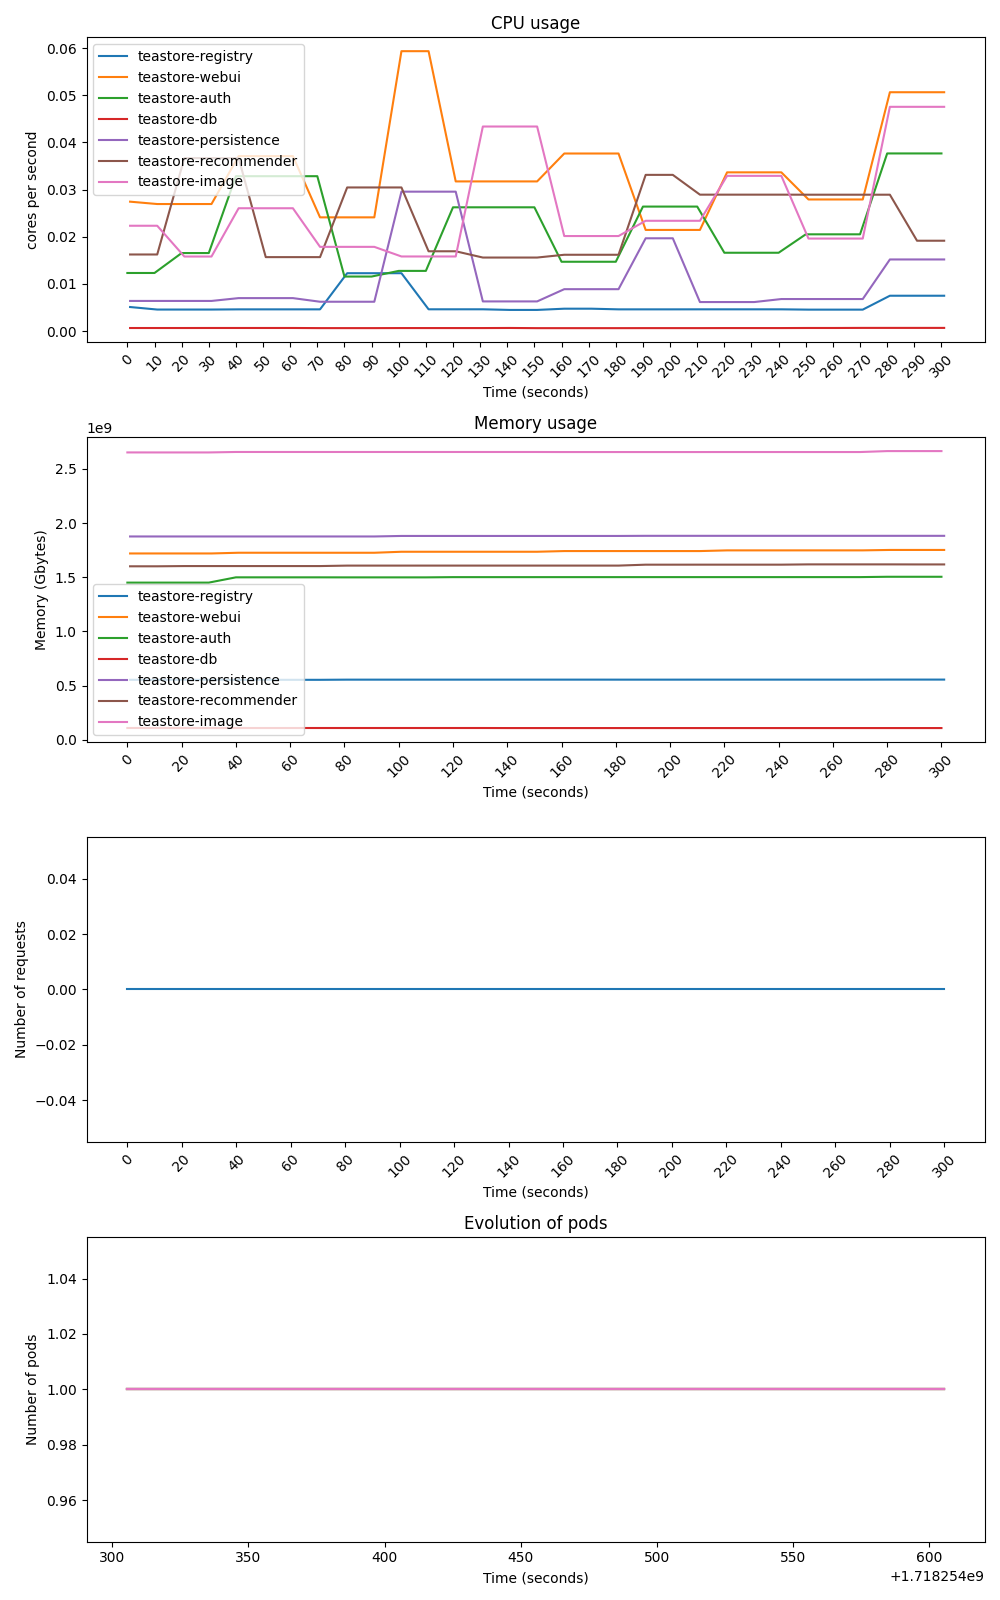 CPU usage
cores per second
0.06
0.05
0.04
0.03
0.02
0.01
0.00
teastore-registry
teastore-webui
teastore-auth
teastore-db
teastore-persistence
teastore-recommender
teastore-image
0 10 20 30 40 50 60 70 80 90 100 110 120 130 140 150 160 170 180 190 200 210 220 230 240 250 260 270 280 290 300
Time (seconds)
Memory usage
1e9
Memory (Gbytes)
2.5
2.0
1.5
1.0
0.5
0.0
teastore-registry
teastore-webui
teastore-auth
teastore-db
teastore-persistence
teastore-recommender
teastore-image
0 20 40 60 80 100 120 140 160 180 200 220 240 260 280 300
Time (seconds)
Number of requests
0.04
0.02
0.00
−0.02
−0.04
0 20 40 60 80 100 120 140 160 180 200 220 240 260 280 300
Time (seconds)
Evolution of pods
Number of pods
1.04
1.02
1.00
0.98
0.96
300 350 400 450 500 550 600
Time (seconds)
+1.718254e9